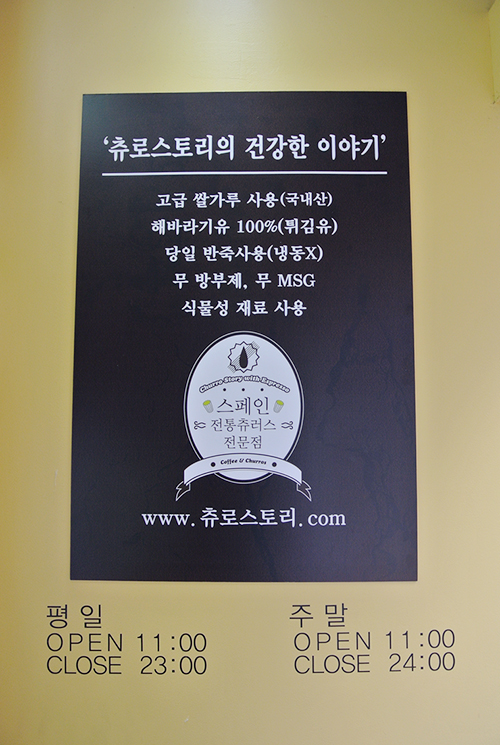 '츄로스토리의 건강한 이야기'
고급 쌀가루 사용(국내산)
해바라기유 100%(튀김유)
당일 반죽사용(냉동X)
무 방부제, 무 MSG
식물성 재료 사용
Churro Story with Espresso
스페인
전통츄러스
전문점
Coffee & Churros
www.츄로스토리.com
평일
OPEN 11:00
CLOSE 23:00
주말
OPEN 11:00
CLOSE 24:00